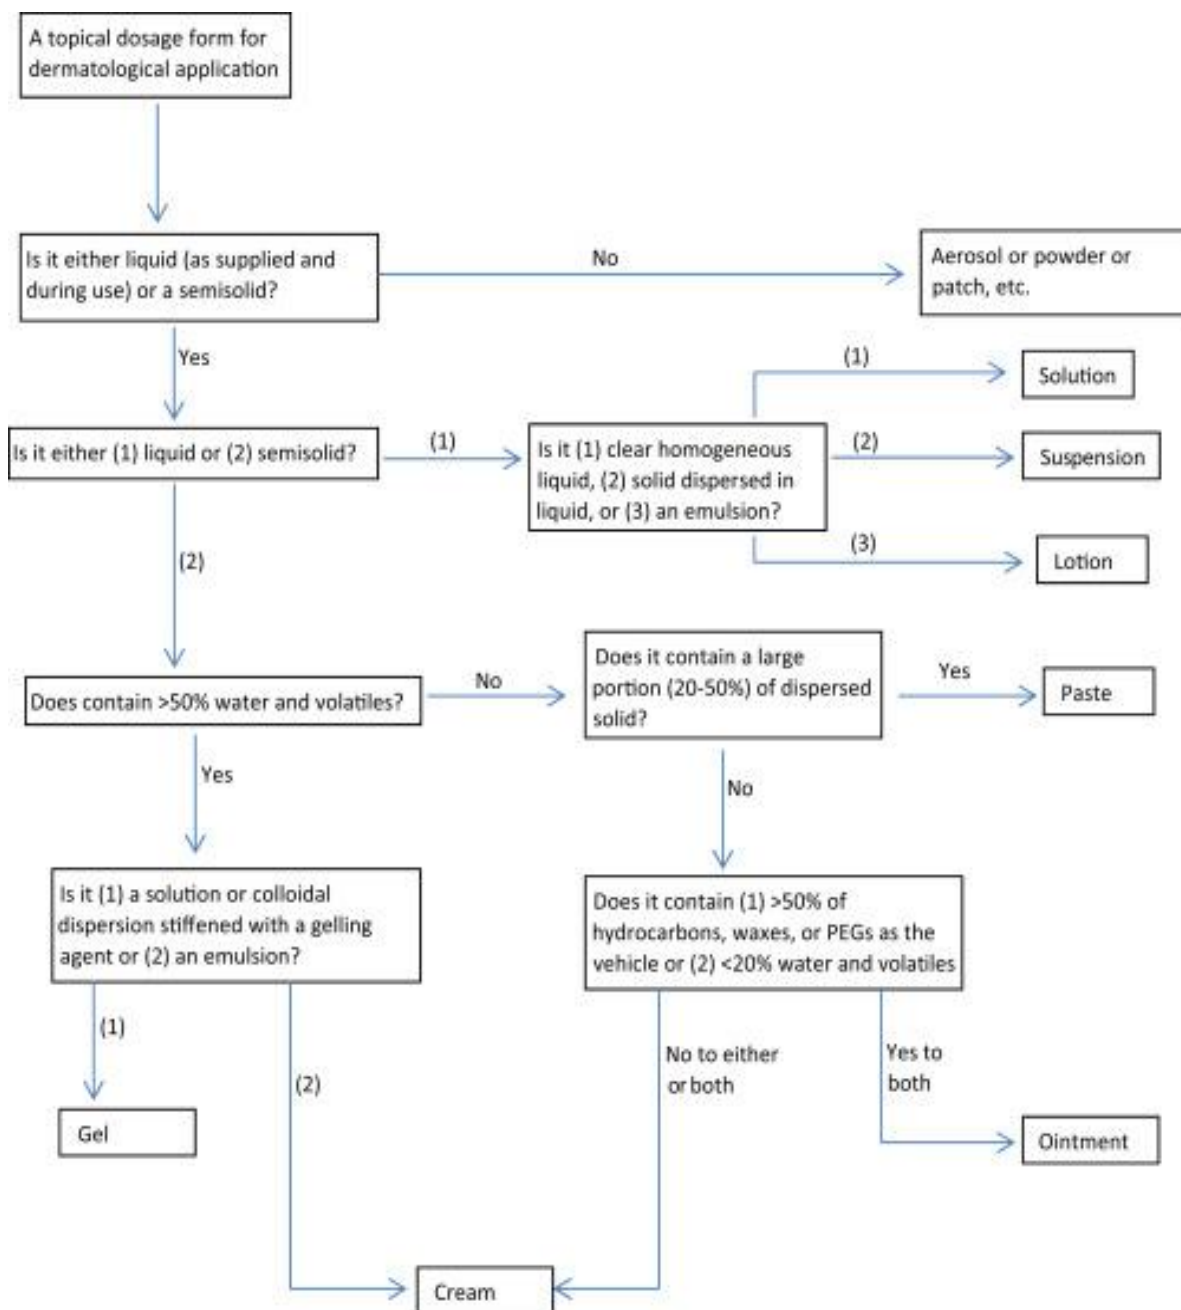 A topical dosage form for
dermatological application
Is it either liquid (as supplied and
during use) or a semisolid?
No
Aerosol or powder or
patch, etc.
Yes
(1)
Solution
Is it either (1) liquid or (2) semisolid?
(1)
Is it (1) clear homogeneous
liquid, (2) solid dispersed in
liquid, or (3) an emulsion?
(2)
Suspension
(3)
Lotion
(2)
Does contain >50% water and volatiles?
No
Does it contain a large
portion (20-50%) of dispersed
solid?
Yes
Paste
Yes
No
Is it (1) a solution or colloidal
dispersion stiffened with a gelling
agent or (2) an emulsion?
Does it contain (1) >50% of
hydrocarbons, waxes, or PEGs as the
vehicle or (2) <20% water and volatiles
(1)
(2)
No to either
or both
Yes to
both
Gel
Ointment
Cream